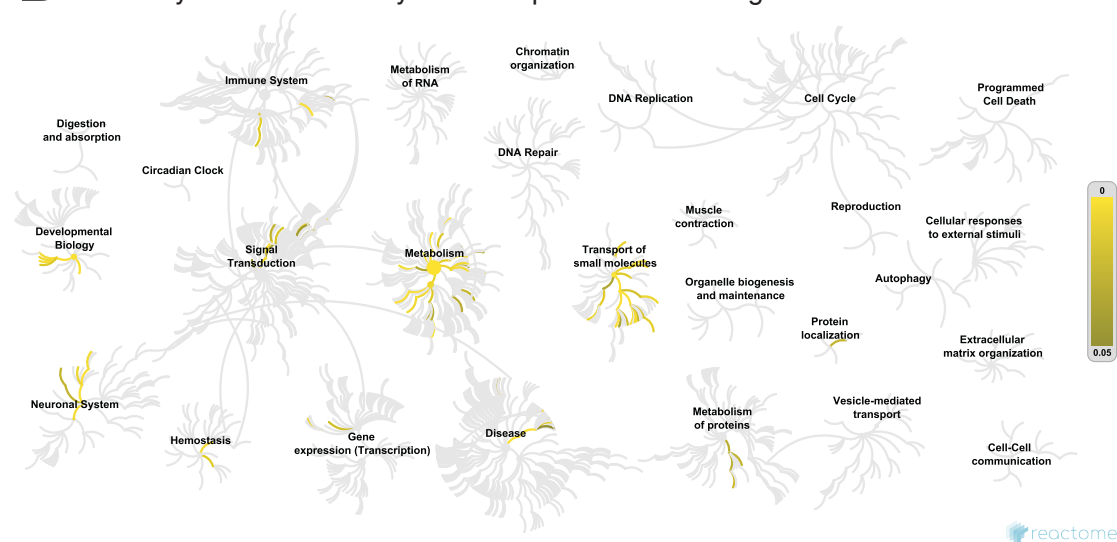 Chromatin
organization
Immune System
Metabolism
of RNA
DNA Replication
Cell Cycle
Programmed
Cell Death
Digestion
and absorption
DNA Repair
Circadian Clock
0
Muscle
contraction
Reproduction
Cellular responses
to external stimuli
Developmental
Biology
Signal
Transduction
Metabolism
Transport of
small molecules
Organelle biogenesis
and maintenance
Autophagy
Protein
localization
Extracellular
matrix organization
0.05
Neuronal System
Hemostasis
Gene
expression (Transcription)
Disease
Metabolism
of proteins
Vesicle-mediated
transport
Cell-Cell
communication
reactome